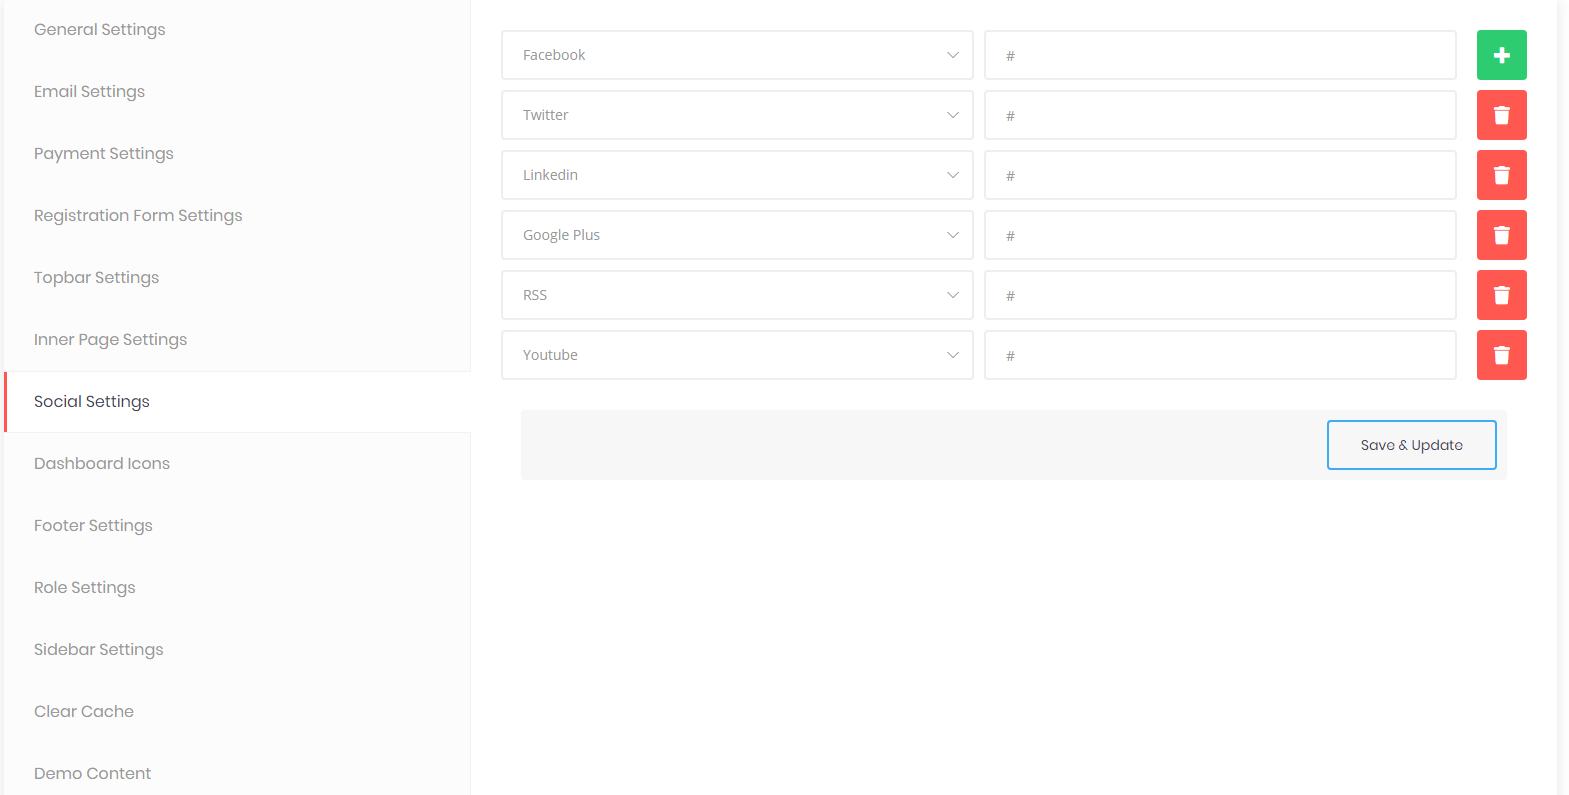 General Settings
Email Settings
Payment Settings
Registration Form Settings
Topbar Settings
Inner Page Settings
Social Settings
Dashboard Icons
Footer Settings
Role Settings
Sidebar Settings
Clear Cache
Demo Content
Facebook #
Twitter #
Linkedin #
Google Plus #
RSS #
Youtube #
Save & Update